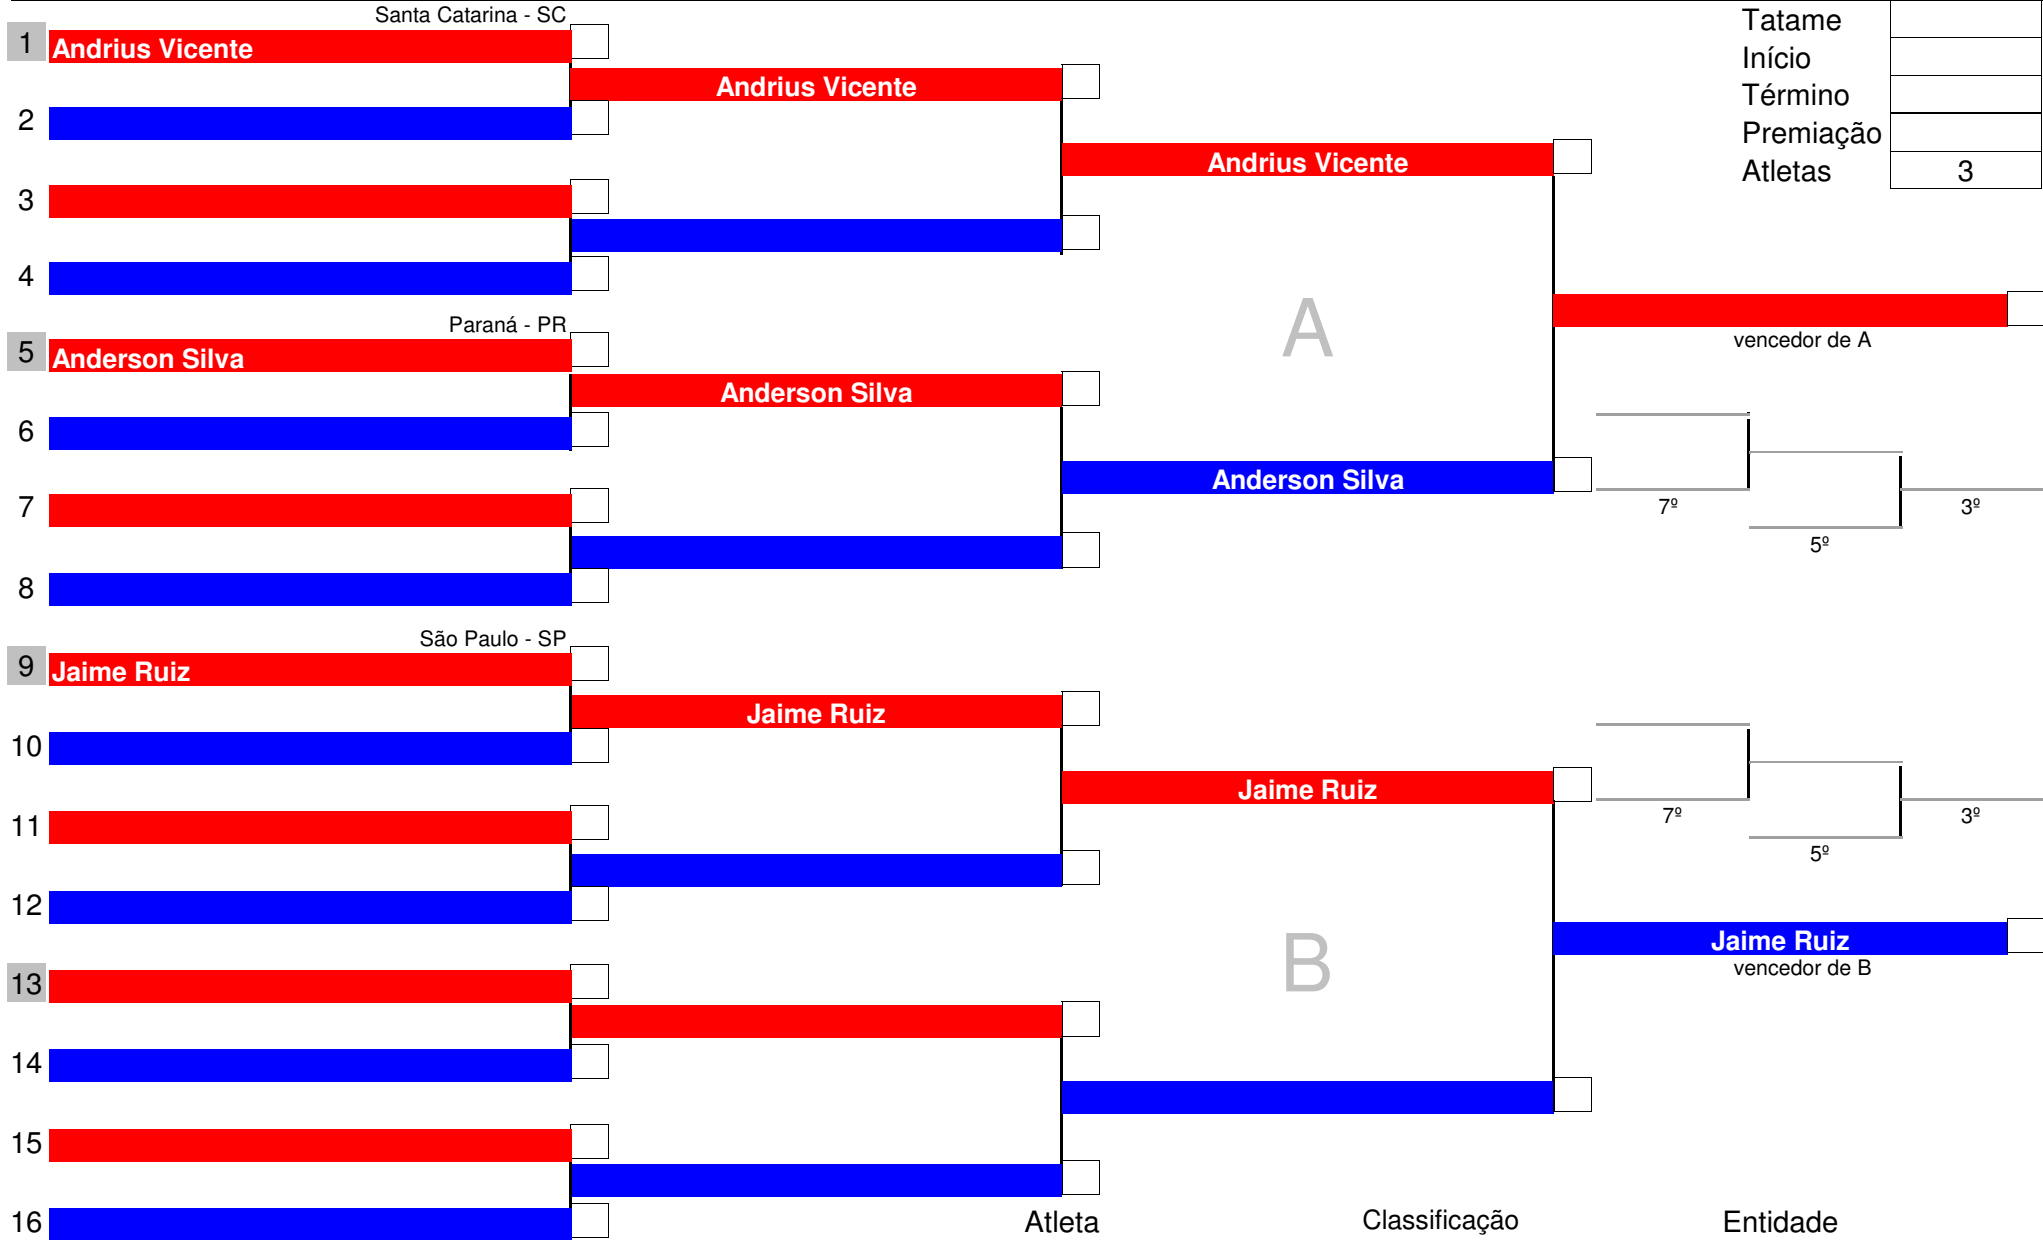 Santa Catarina - SC
1 Andrius Vicente
Andrius Vicente
2
Andrius Vicente
3
4
Tatame
Início
Término
Premiação
Atletas 3
A
vencedor de A
Paraná - PR
5 Anderson Silva
Anderson Silva
6
Anderson Silva
7
8
7º
3º
5º
São Paulo - SP
9 Jaime Ruiz
Jaime Ruiz
10
Jaime Ruiz
11
12
7º
3º
5º
B
Jaime Ruiz
vencedor de B
13
14
15
16
Atleta Classificação Entidade